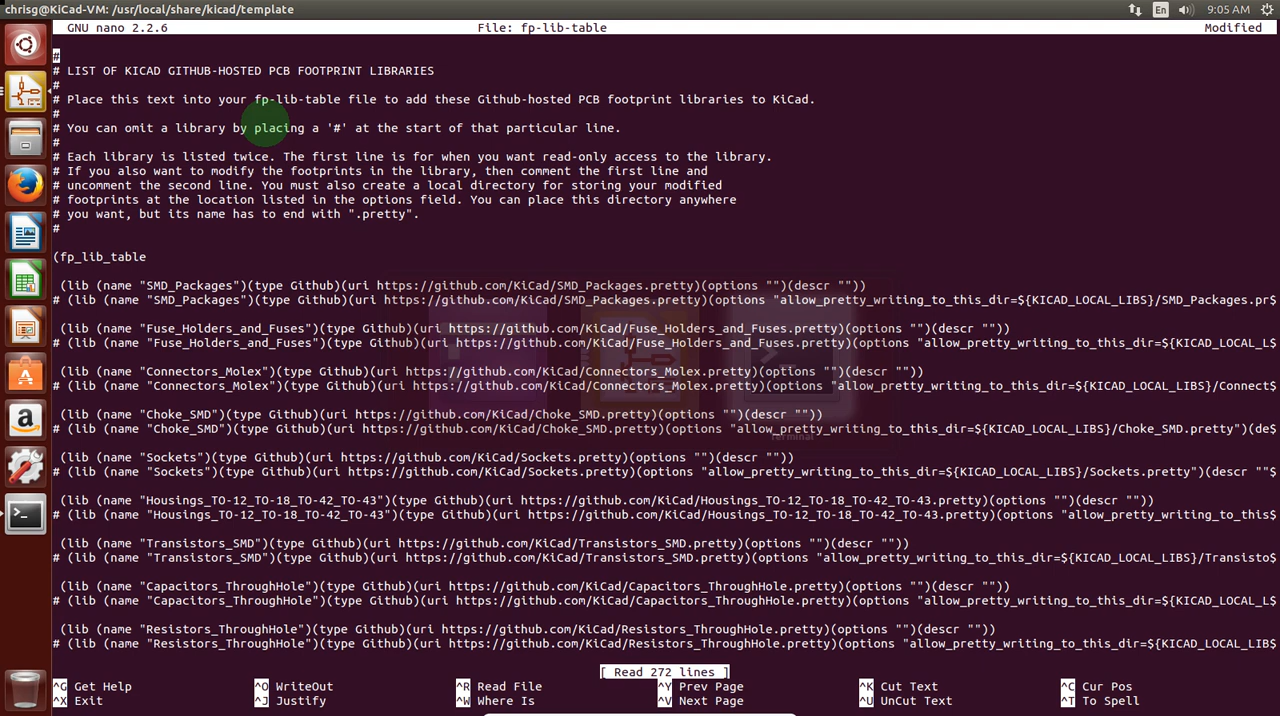 chrisg@KiCad-VM: /usr/local/share/kicad/template
En
9:05 AM
GNU nano 2.2.6 File: fp-lib-table Modified
#
# LIST OF KICAD GITHUB-HOSTED PCB FOOTPRINT LIBRARIES
#
# Place this text into your fp-lib-table file to add these Github-hosted PCB footprint libraries to KiCad.
#
# You can omit a library by placing a '#' at the start of that particular line.
#
# Each library is listed twice. The first line is for when you want read-only access to the library.
# If you also want to modify the footprints in the library, then comment the first line and
# uncomment the second line. You must also create a local directory for storing your modified
# footprints at the location listed in the options field. You can place this directory anywhere
# you want, but its name has to end with ".pretty".
#
(fp_lib_table
(lib (name "SMD_Packages")(type Github)(uri https://github.com/KiCad/SMD_Packages.pretty)(options "")(descr ""))
# (lib (name "SMD_Packages")(type Github)(uri https://github.com/KiCad/SMD_Packages.pretty)(options "allow_pretty_writing_to_this_dir=${KICAD_LOCAL_LIBS}/SMD_Packages.pr$
(lib (name "Fuse_Holders_and_Fuses")(type Github)(uri https://github.com/KiCad/Fuse_Holders_and_Fuses.pretty)(options "")(descr ""))
# (lib (name "Fuse_Holders_and_Fuses")(type Github)(uri https://github.com/KiCad/Fuse_Holders_and_Fuses.pretty)(options "allow_pretty_writing_to_this_dir=${KICAD_LOCAL_L$
(lib (name "Connectors_Molex")(type Github)(uri https://github.com/KiCad/Connectors_Molex.pretty)(options "")(descr ""))
# (lib (name "Connectors_Molex")(type Github)(uri https://github.com/KiCad/Connectors_Molex.pretty)(options "allow_pretty_writing_to_this_dir=${KICAD_LOCAL_LIBS}/Connect$
(lib (name "Choke_SMD")(type Github)(uri https://github.com/KiCad/Choke_SMD.pretty)(options "")(descr ""))
# (lib (name "Choke_SMD")(type Github)(uri https://github.com/KiCad/Choke_SMD.pretty)(options "allow_pretty_writing_to_this_dir=${KICAD_LOCAL_LIBS}/Choke_SMD.pretty")(de$
Terminal
(lib (name "Sockets")(type Github)(uri https://github.com/KiCad/Sockets.pretty)(options "")(descr ""))
# (lib (name "Sockets")(type Github)(uri https://github.com/KiCad/Sockets.pretty)(options "allow_pretty_writing_to_this_dir=${KICAD_LOCAL_LIBS}/Sockets.pretty")(descr ""$
(lib (name "Housings_TO-12_TO-18_TO-42_TO-43")(type Github)(uri https://github.com/KiCad/Housings_TO-12_TO-18_TO-42_TO-43.pretty)(options "")(descr ""))
# (lib (name "Housings_TO-12_TO-18_TO-42_TO-43")(type Github)(uri https://github.com/KiCad/Housings_TO-12_TO-18_TO-42_TO-43.pretty)(options "allow_pretty_writing_to_this$
(lib (name "Transistors_SMD")(type Github)(uri https://github.com/KiCad/Transistors_SMD.pretty)(options "")(descr ""))
# (lib (name "Transistors_SMD")(type Github)(uri https://github.com/KiCad/Transistors_SMD.pretty)(options "allow_pretty_writing_to_this_dir=${KICAD_LOCAL_LIBS}/Transisto$
(lib (name "Capacitors_ThroughHole")(type Github)(uri https://github.com/KiCad/Capacitors_ThroughHole.pretty)(options "")(descr ""))
# (lib (name "Capacitors_ThroughHole")(type Github)(uri https://github.com/KiCad/Capacitors_ThroughHole.pretty)(options "allow_pretty_writing_to_this_dir=${KICAD_LOCAL_L$
(lib (name "Resistors_ThroughHole")(type Github)(uri https://github.com/KiCad/Resistors_ThroughHole.pretty)(options "")(descr ""))
# (lib (name "Resistors_ThroughHole")(type Github)(uri https://github.com/KiCad/Resistors_ThroughHole.pretty)(options "allow_pretty_writing_to_this_dir=${KICAD_LOCAL_LIB$
[ Read 272 lines ]
^G Get Help ^O WriteOut ^R Read File ^Y Prev Page ^K Cut Text ^C Cur Pos
^X Exit ^J Justify ^W Where Is ^V Next Page ^U UnCut Text ^T To Spell